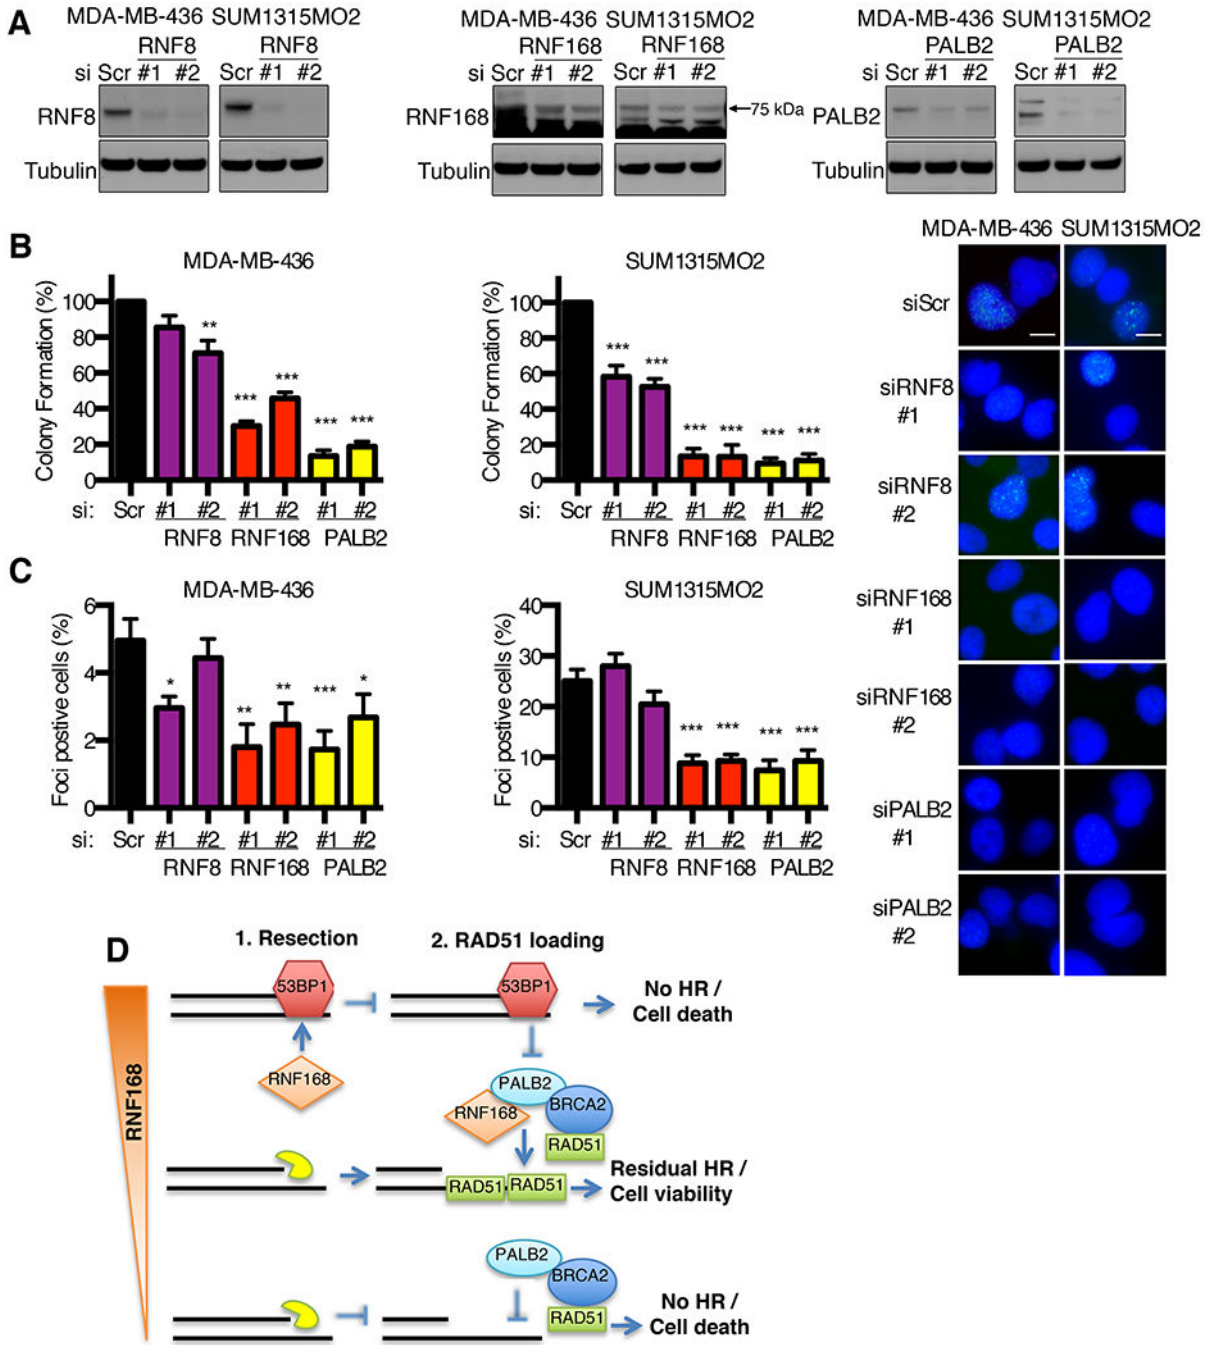 A
MDA-MB-436 SUM1315MO2
RNF8 RNF8
si Scr #1 #2 Scr #1 #2
RNF8
Tubulin
MDA-MB-436 SUM1315MO2
RNF168 RNF168
si Scr #1 #2 Scr #1 #2
RNF168
75 kDa
Tubulin
MDA-MB-436 SUM1315MO2
PALB2 PALB2
si Scr #1 #2 Scr #1 #2
PALB2
Tubulin
B
MDA-MB-436
Colony Formation (%)
100
80
60
40
20
0
** *** *** *** ***
si: Scr #1 #2 #1 #2 #1 #2
RNF8 RNF168 PALB2
SUM1315MO2
Colony Formation (%)
100
80
60
40
20
0
*** *** *** *** *** ***
si: Scr #1 #2 #1 #2 #1 #2
RNF8 RNF168 PALB2
C
MDA-MB-436
Foci postive cells (%)
6
4
2
0
* ** ** *** *
si: Scr #1 #2 #1 #2 #1 #2
RNF8 RNF168 PALB2
SUM1315MO2
Foci postive cells (%)
40
30
20
10
0
*** *** *** ***
si: Scr #1 #2 #1 #2 #1 #2
RNF8 RNF168 PALB2
MDA-MB-436 SUM1315MO2
siScr
siRNF8
#1
siRNF8
#2
siRNF168
#1
siRNF168
#2
siPALB2
#1
siPALB2
#2
D
1. Resection 2. RAD51 loading
RNF168
53BP1
53BP1
No HR /
Cell death
RNF168
PALB2
RNF168
BRCA2
RAD51
RAD51
RAD51
Residual HR /
Cell viability
PALB2
BRCA2
RAD51
No HR /
Cell death